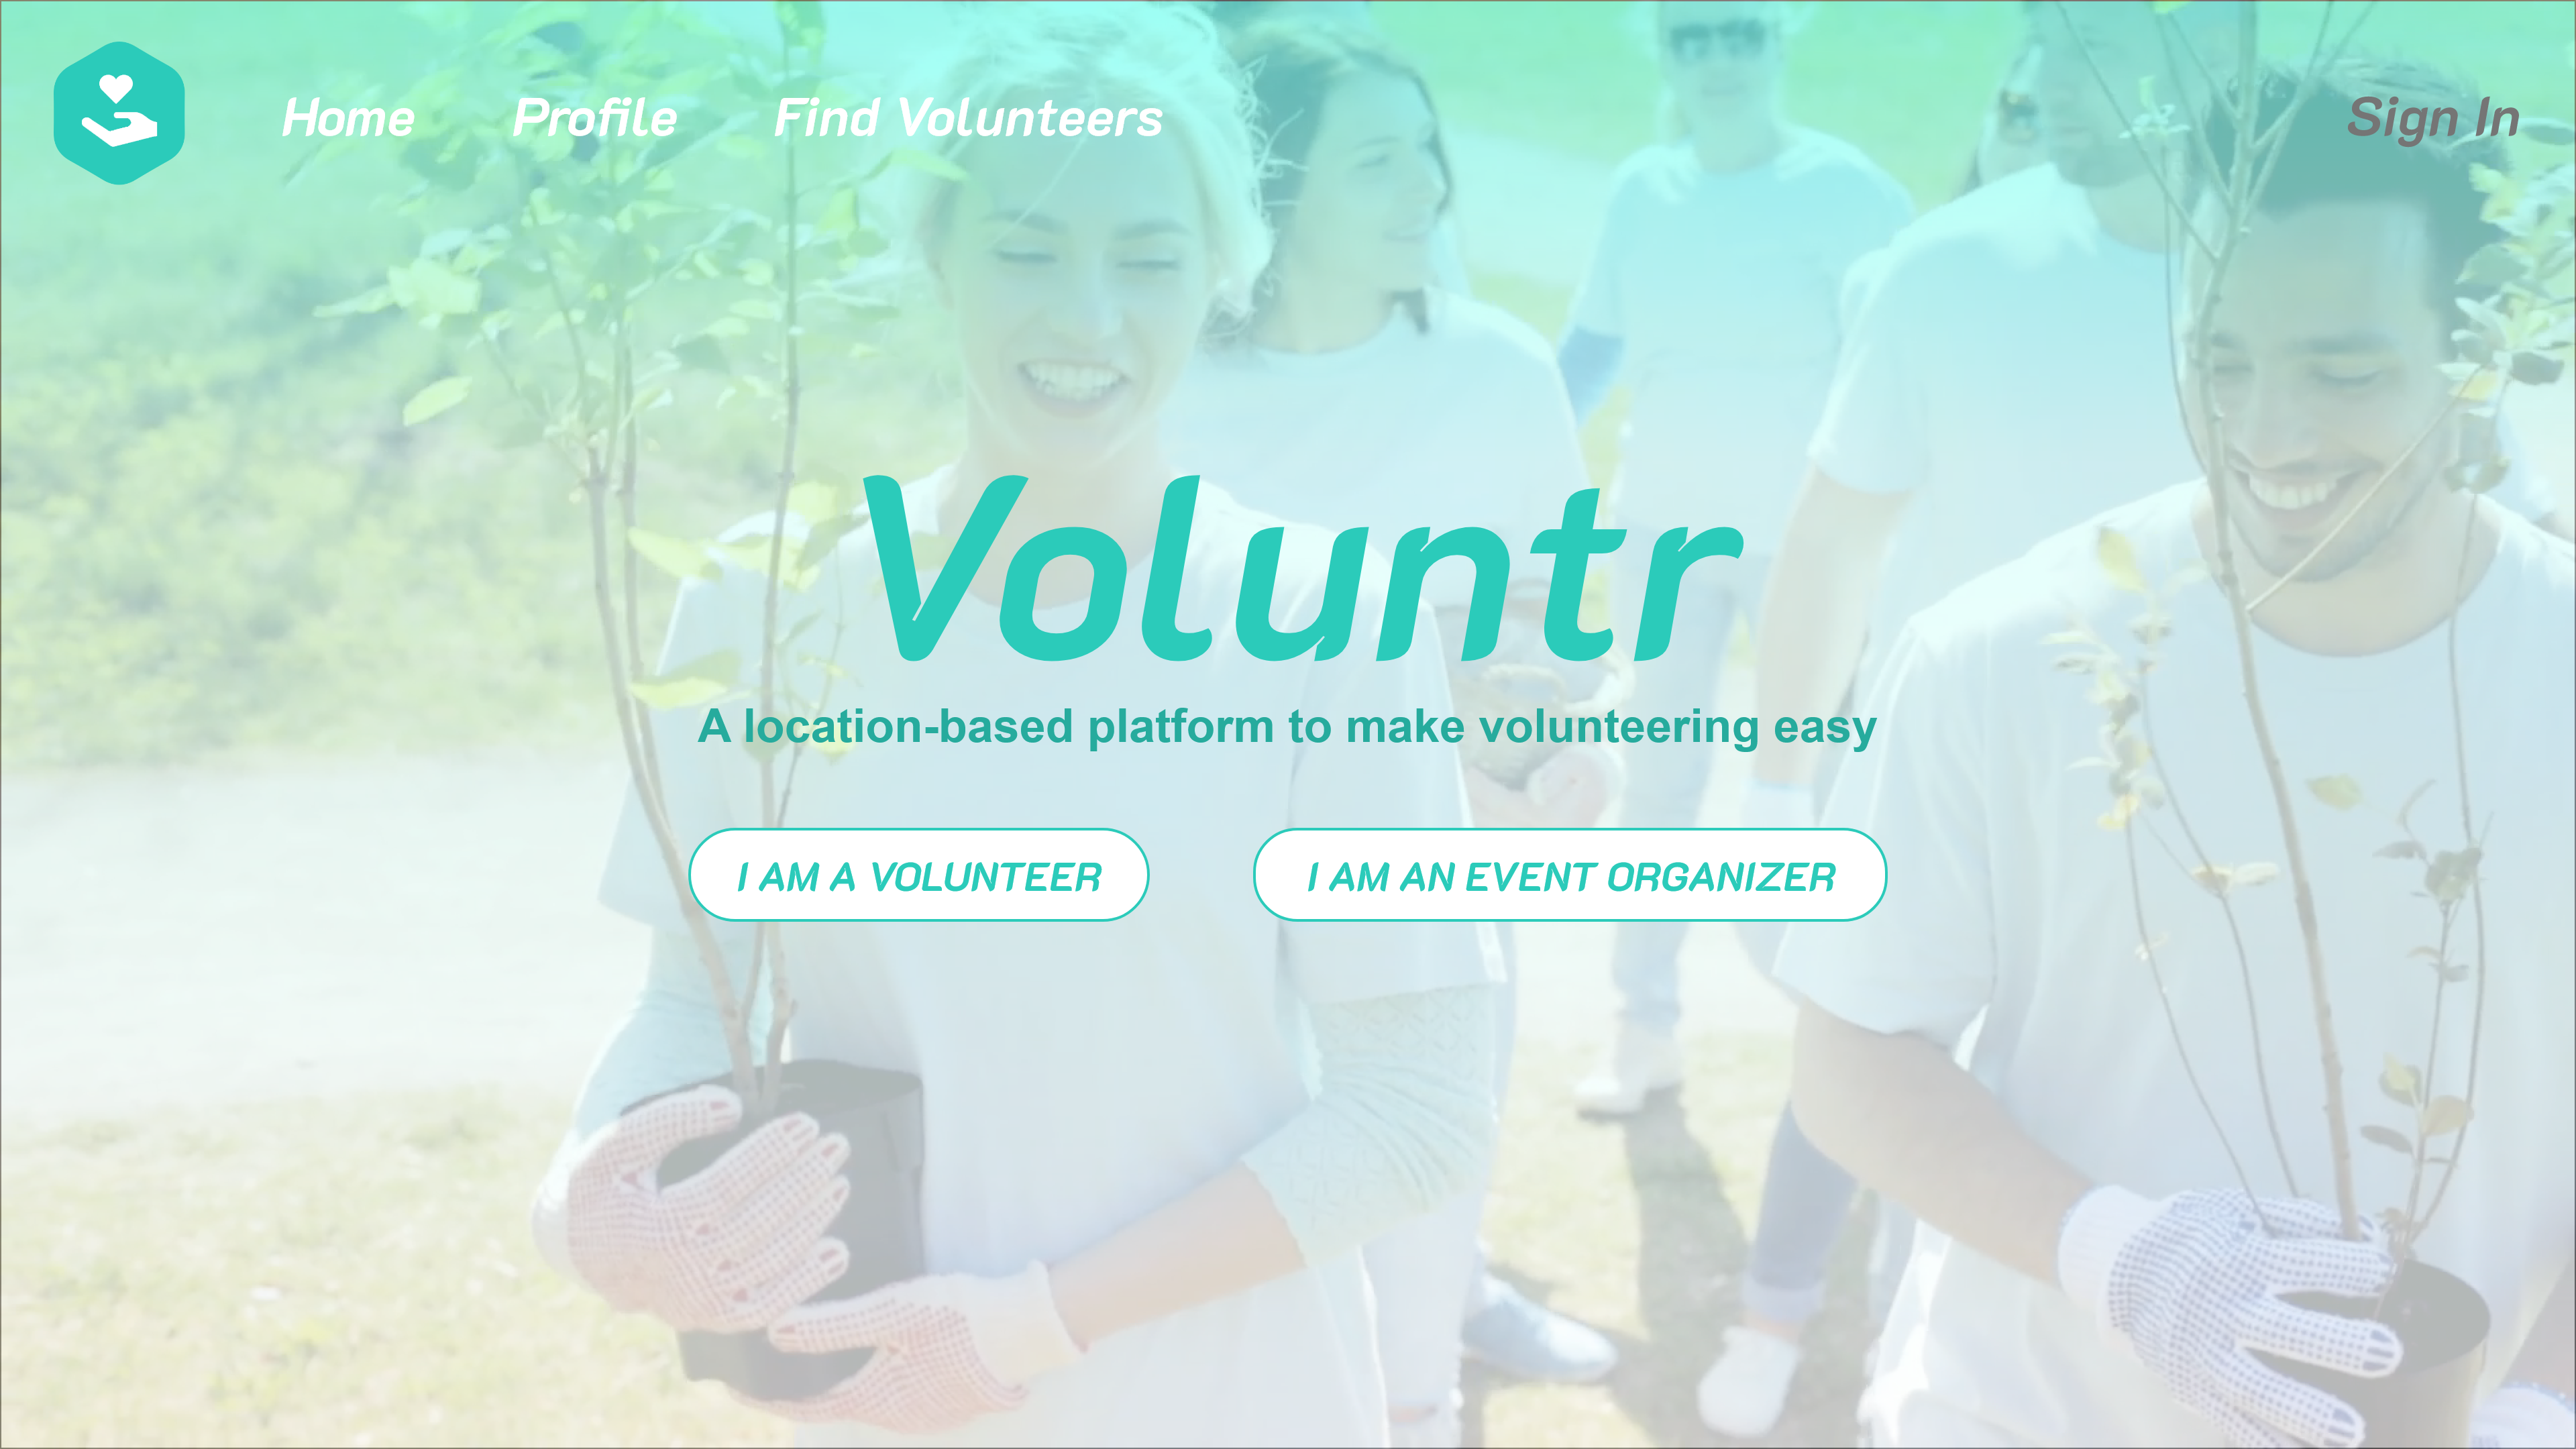 Home
Profile
Find Volunteers
Sign In
Voluntr
A location-based platform to make volunteering easy
I AM A VOLUNTEER
I AM AN EVENT ORGANIZER